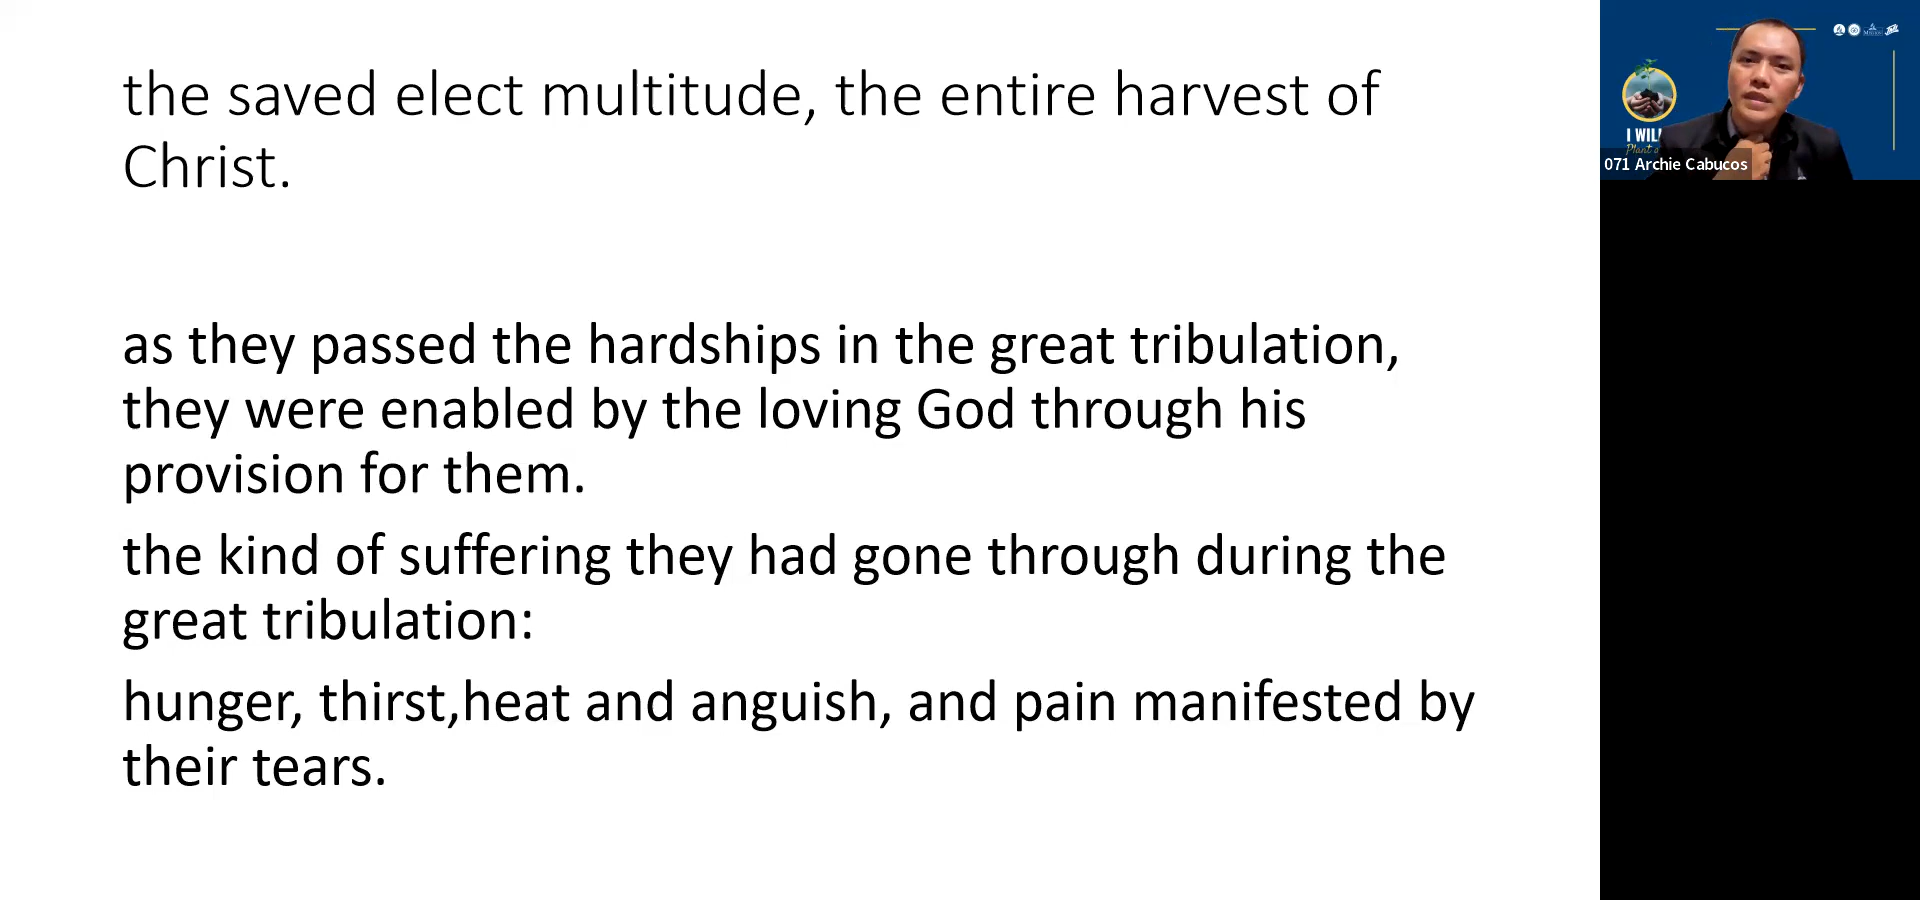 the saved elect multitude, the entire harvest of
Christ.
as they passed the hardships in the great tribulation,
they were enabled by the loving God through his
provision for them.
the kind of suffering they had gone through during the
great tribulation:
hunger, thirst,heat and anguish, and pain manifested by
their tears.
I WILL
Plant a
071 Archie Cabucos